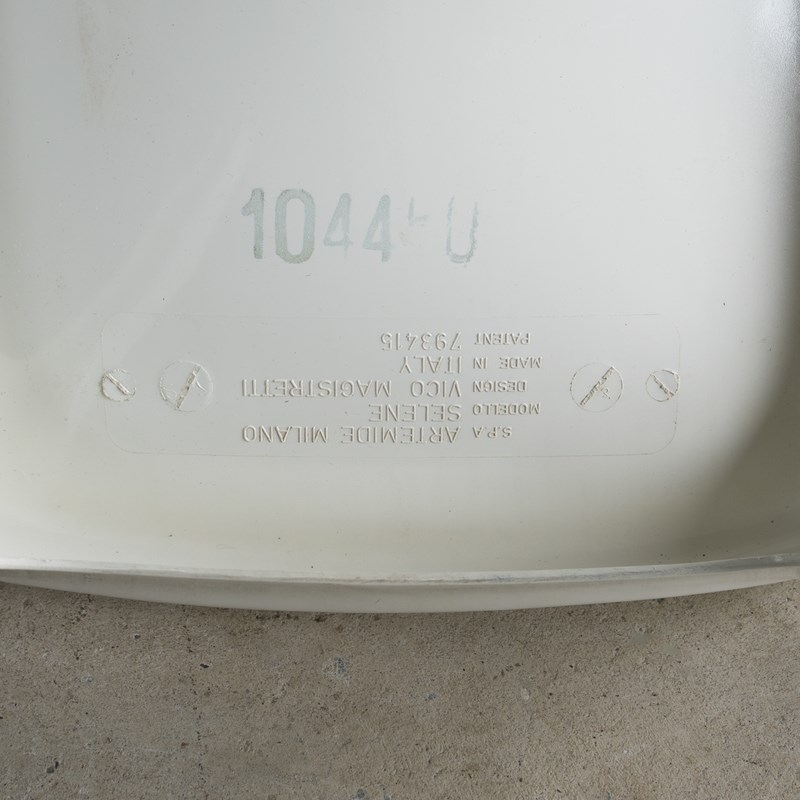 1044
S.P.A ARTEMIDE MILANO
MODELLO SELENE
DESIGN VICO MAGISTRETTI
MADE IN ITALY
PATENT 793415